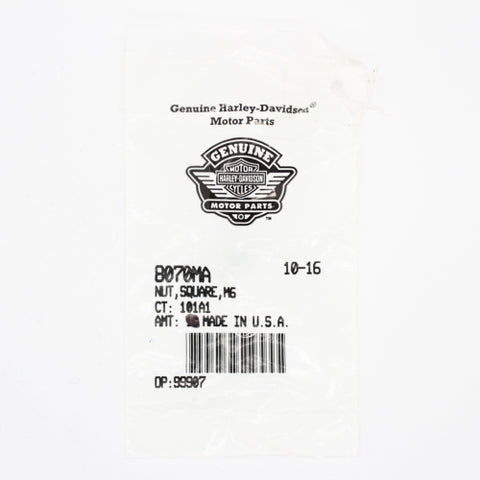 Genuine Harley-Davidson®
Motor Parts
GENUINE
MOTOR
HARLEY-DAVIDSON
CYCLES
MOTOR PARTS
™
8070MA 10-16
NUT,SQUARE,M6
CT: 101A1
AMT: MADE IN U.S.A.
DP:99907